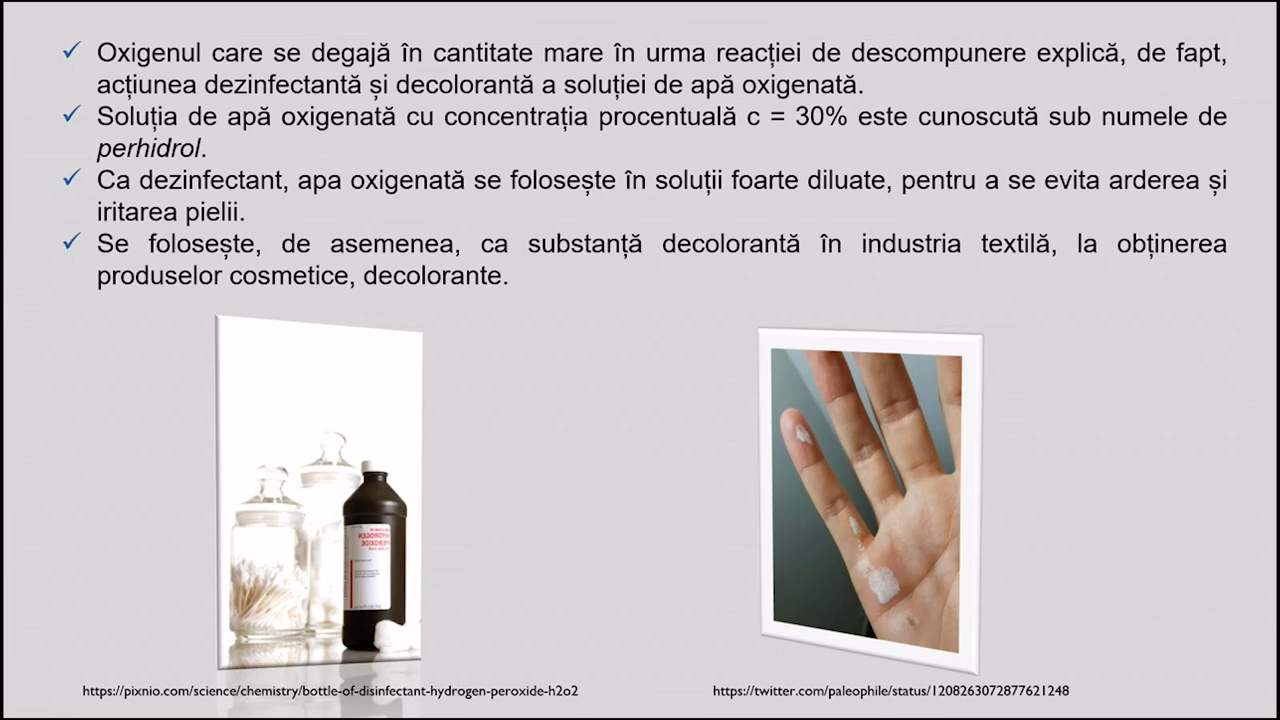 ✓ Oxigenul care se degajă în cantitate mare în urma reacției de descompunere explică, de fapt,
acțiunea dezinfectantă și decolorantă a soluției de apă oxigenată.
✓ Soluția de apă oxigenată cu concentrația procentuală c = 30% este cunoscută sub numele de
perhidrol.
✓ Ca dezinfectant, apa oxigenată se folosește în soluții foarte diluate, pentru a se evita arderea și
iritarea pielii.
✓ Se folosește, de asemenea, ca substanță decolorantă în industria textilă, la obținerea
produselor cosmetice, decolorante.
HYDROGEN
PEROXIDE
https://pixnio.com/science/chemistry/bottle-of-disinfectant-hydrogen-peroxide-h2o2
https://twitter.com/paleophile/status/1208263072877621248